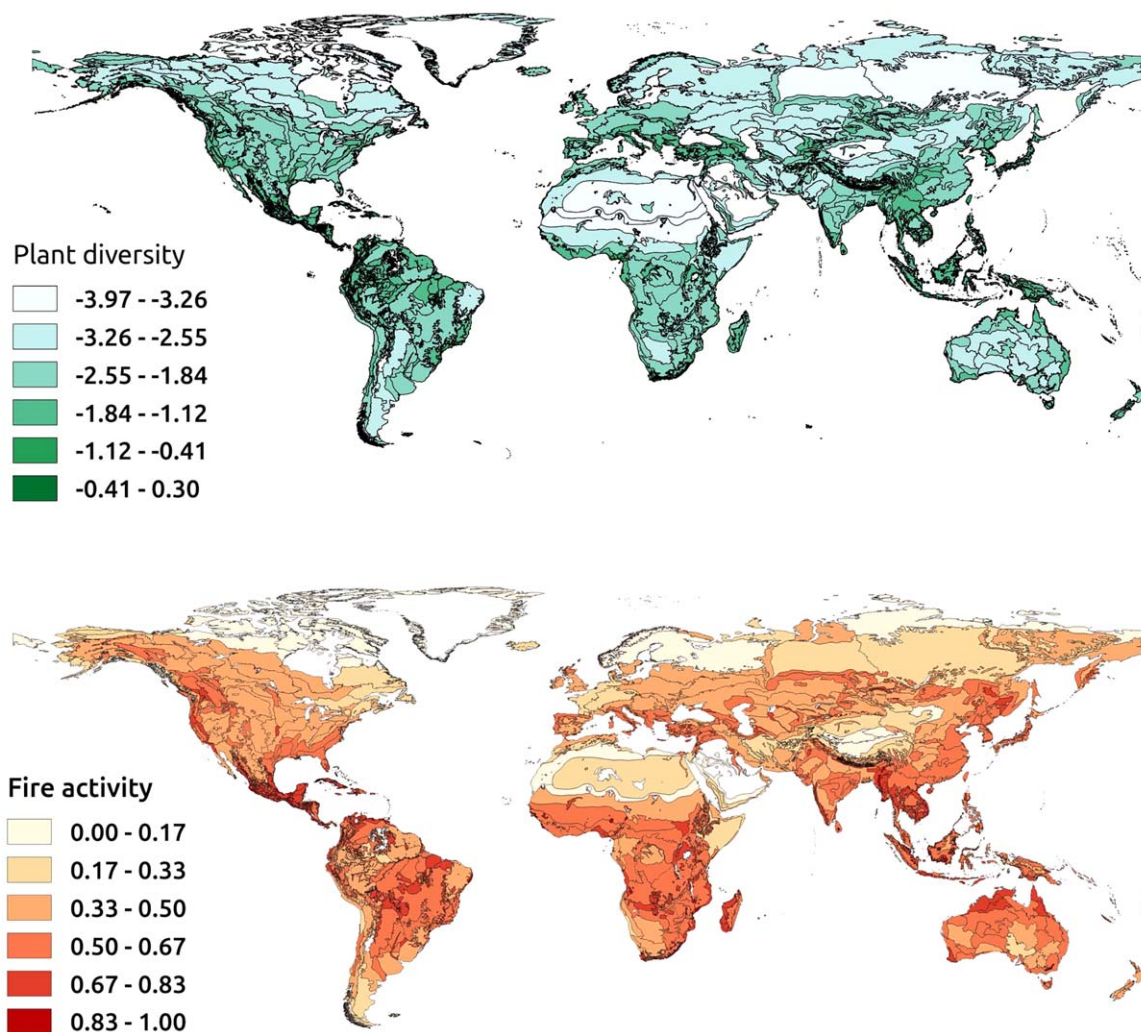 Plant diversity
-3.97 - -3.26
-3.26 - -2.55
-2.55 - -1.84
-1.84 - -1.12
-1.12 - -0.41
-0.41 - 0.30
Fire activity
0.00 - 0.17
0.17 - 0.33
0.33 - 0.50
0.50 - 0.67
0.67 - 0.83
0.83 - 1.00